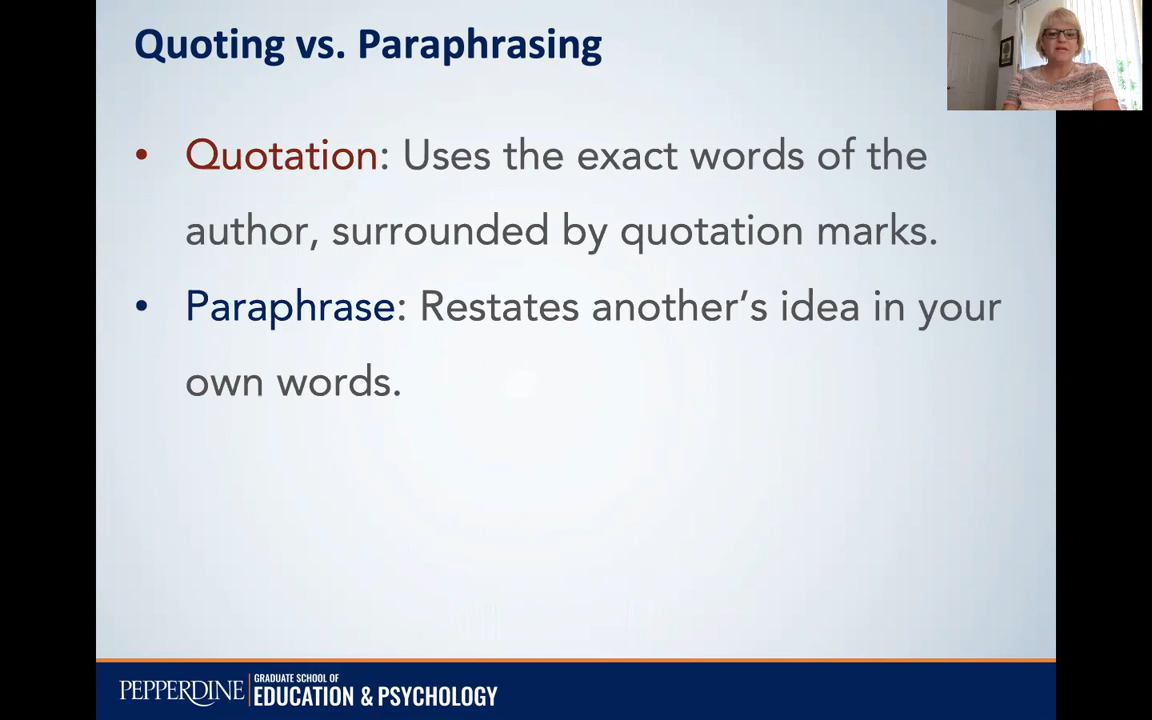 Quoting vs. Paraphrasing
• Quotation: Uses the exact words of the
author, surrounded by quotation marks.
• Paraphrase: Restates another’s idea in your
own words.
PEPPERDINE
GRADUATE SCHOOL OF
EDUCATION & PSYCHOLOGY